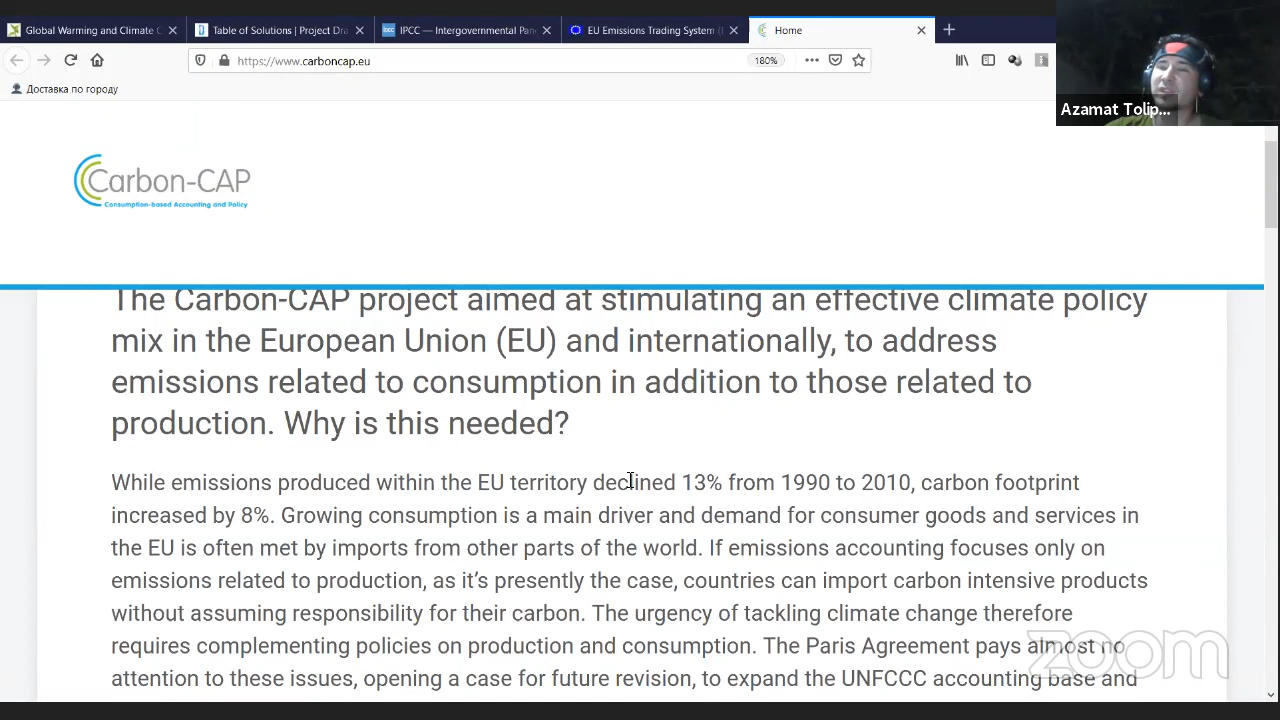 Global Warming and Climate C
Table of Solutions | Project Dra
IPCC — Intergovernmental Pan
EU Emissions Trading System (
Home
https://www.carboncap.eu
180%
Доставка по городу
Azamat Tolip...
Carbon-CAP
Consumption-based Accounting and Policy
The Carbon-CAP project aimed at stimulating an effective climate policy
mix in the European Union (EU) and internationally, to address
emissions related to consumption in addition to those related to
production. Why is this needed?
While emissions produced within the EU territory declined 13% from 1990 to 2010, carbon footprint
increased by 8%. Growing consumption is a main driver and demand for consumer goods and services in
the EU is often met by imports from other parts of the world. If emissions accounting focuses only on
emissions related to production, as it’s presently the case, countries can import carbon intensive products
without assuming responsibility for their carbon. The urgency of tackling climate change therefore
requires complementing policies on production and consumption. The Paris Agreement pays almost no
attention to these issues, opening a case for future revision, to expand the UNFCCC accounting base and
zoom